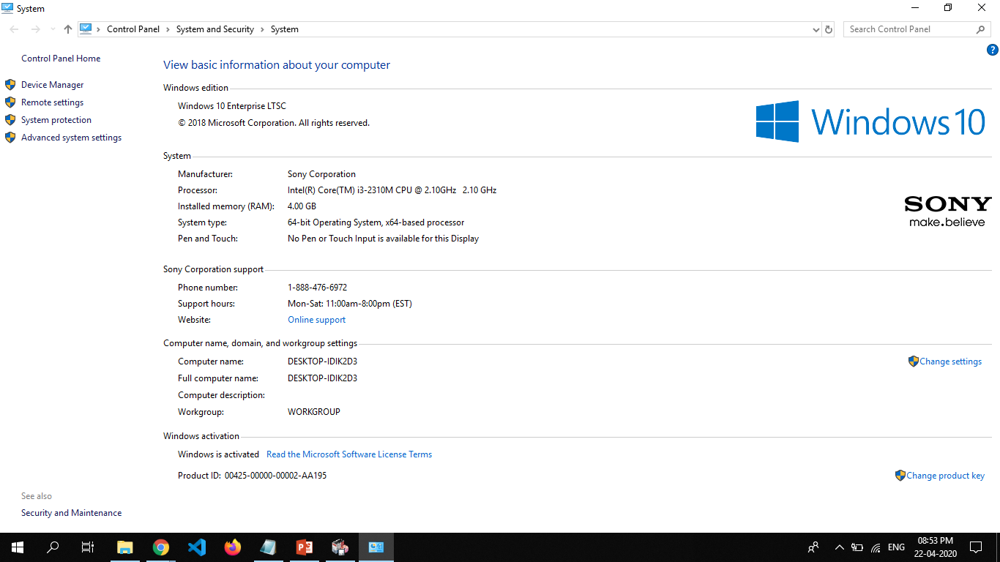 System
Control Panel > System and Security > System
Search Control Panel
Control Panel Home
Device Manager
Remote settings
System protection
Advanced system settings
View basic information about your computer
Windows edition
Windows 10 Enterprise LTSC
© 2018 Microsoft Corporation. All rights reserved.
Windows 10
System
Manufacturer: Sony Corporation
Processor: Intel(R) Core(TM) i3-2310M CPU @ 2.10GHz 2.10 GHz
Installed memory (RAM): 4.00 GB
System type: 64-bit Operating System, x64-based processor
Pen and Touch: No Pen or Touch Input is available for this Display
SONY
make.believe
Sony Corporation support
Phone number: 1-888-476-6972
Support hours: Mon-Sat: 11:00am-8:00pm (EST)
Website: Online support
Computer name, domain, and workgroup settings
Computer name: DESKTOP-IDIK2D3 Change settings
Full computer name: DESKTOP-IDIK2D3
Computer description:
Workgroup: WORKGROUP
Windows activation
Windows is activated Read the Microsoft Software License Terms
Product ID: 00425-00000-00002-AA195 Change product key
See also
Security and Maintenance
ENG
08:53 PM
22-04-2020